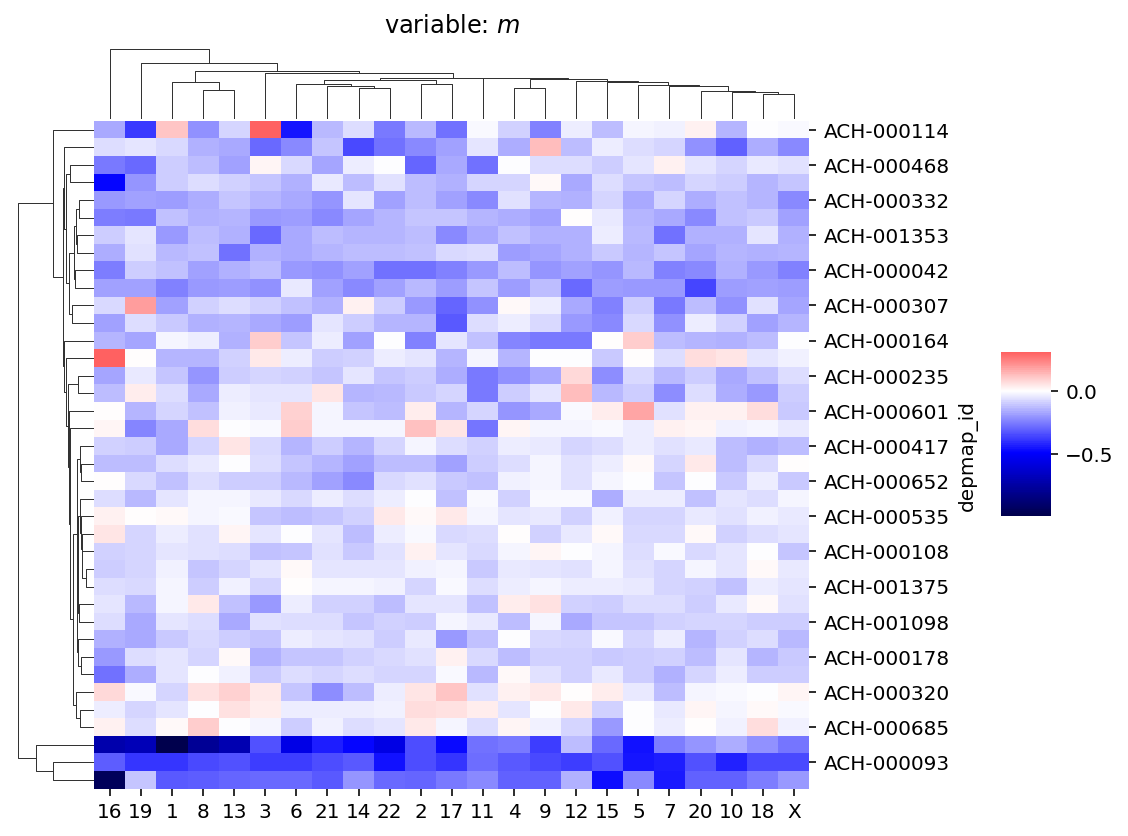 variable: m
ACH-000114
ACH-000468
ACH-000332
ACH-001353
ACH-000042
ACH-000307
ACH-000164
ACH-000235
ACH-000601
ACH-000417
ACH-000652
ACH-000535
ACH-000108
ACH-001375
ACH-001098
ACH-000178
ACH-000320
ACH-000685
ACH-000093
depmap_id
0.0
−0.5
16 19 1 8 13 3 6 21 14 22 2 17 11 4 9 12 15 5 7 20 10 18 X